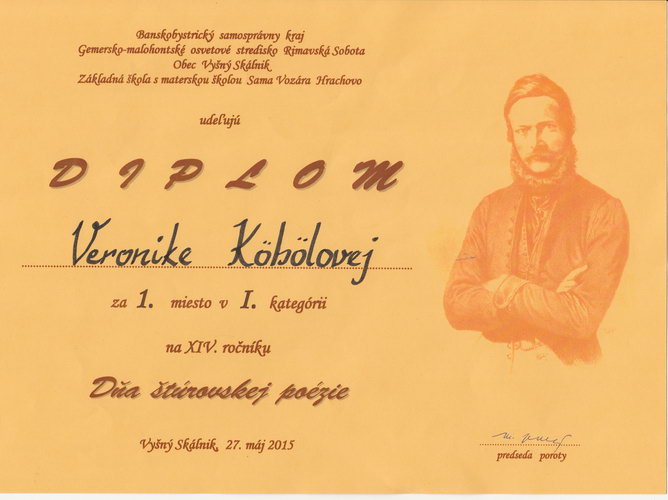 Banskobystrický samosprávny kraj
Gemersko-malohontské osvetové stredisko Rimavská Sobota
Obec Vyšný Skálnik
Základná škola s materskou školou Sama Vozára Hrachovo
udeľujú
DIPLOM
Veronike Köbölovej
za 1. miesto v I. kategórii
na XIV. ročníku
Dňa štúrovskej poézie
Vyšný Skálnik, 27. máj 2015
predseda poroty